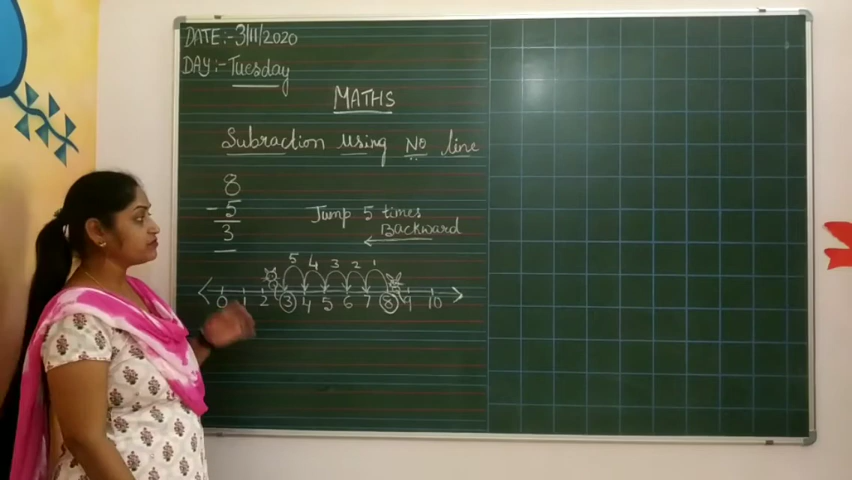 DATE:-3/11/2020
DAY:-Tuesday
MATHS
Subraction using No line
8
- 5
3
Jump 5 times
Backward
5 4 3 2 1
0 1 2 3 4 5 6 7 8 9 10